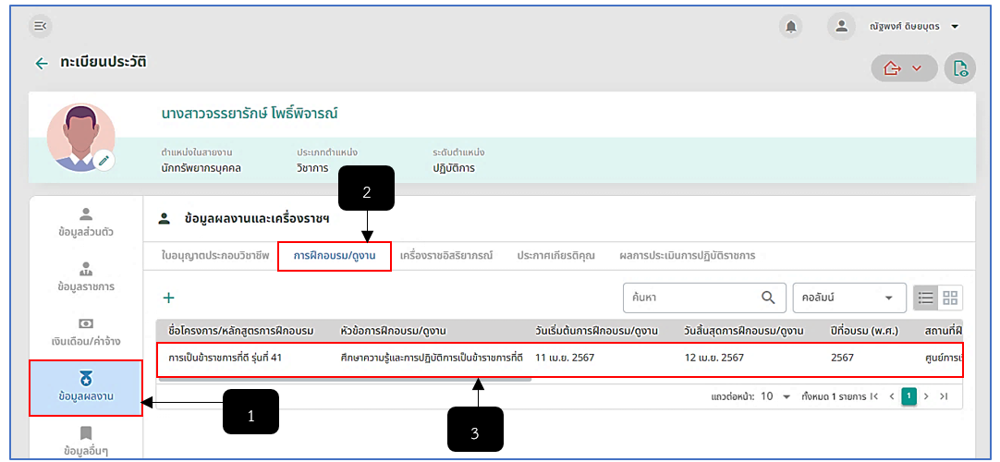 ณัฐพงศ์ ดิษยบุตร
ทะเบียนประวัติ
นางสาวจรรยารักษ์ โพธิ์พิจารณ์
ตำแหน่งในสายงาน ประเภทตำแหน่ง ระดับตำแหน่ง
นักทรัพยากรบุคคล วิชาการ ปฏิบัติการ
2
ข้อมูลส่วนตัว
ข้อมูลราชการ
เงินเดือน/ค่าจ้าง
ข้อมูลผลงาน
ข้อมูลอื่นๆ
1
ข้อมูลผลงานและเครื่องราชฯ
ใบอนุญาตประกอบวิชาชีพ การฝึกอบรม/ดูงาน เครื่องราชอิสริยาภรณ์ ประกาศเกียรติคุณ ผลการประเมินการปฏิบัติราชการ
+ ค้นหา คอลัมน์
ชื่อโครงการ/หลักสูตรการฝึกอบรม หัวข้อการฝึกอบรม/ดูงาน วันเริ่มต้นการฝึกอบรม/ดูงาน วันสิ้นสุดการฝึกอบรม/ดูงาน ปีที่อบรม (พ.ศ.) สถานที่ฝึ
การเป็นข้าราชการที่ดี รุ่นที่ 41 ศึกษาความรู้และการปฏิบัติการเป็นข้าราชการที่ดี 11 เม.ย. 2567 12 เม.ย. 2567 2567 ศูนย์การเ
แถวต่อหน้า: 10 ทั้งหมด 1 รายการ 1
3